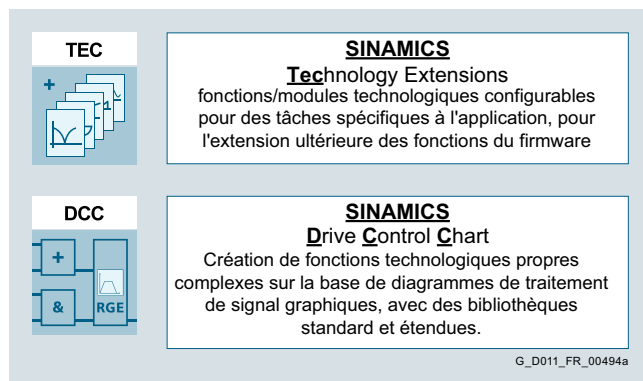 TEC
+
SINAMICS
Technology Extensions
fonctions/modules technologiques configurables
pour des tâches spécifiques à l'application, pour
l'extension ultérieure des fonctions du firmware
DCC
+
&
RGE
SINAMICS
Drive Control Chart
Création de fonctions technologiques propres
complexes sur la base de diagrammes de traitement
de signal graphiques, avec des bibliothèques
standard et étendues.
G_D011_FR_00494a